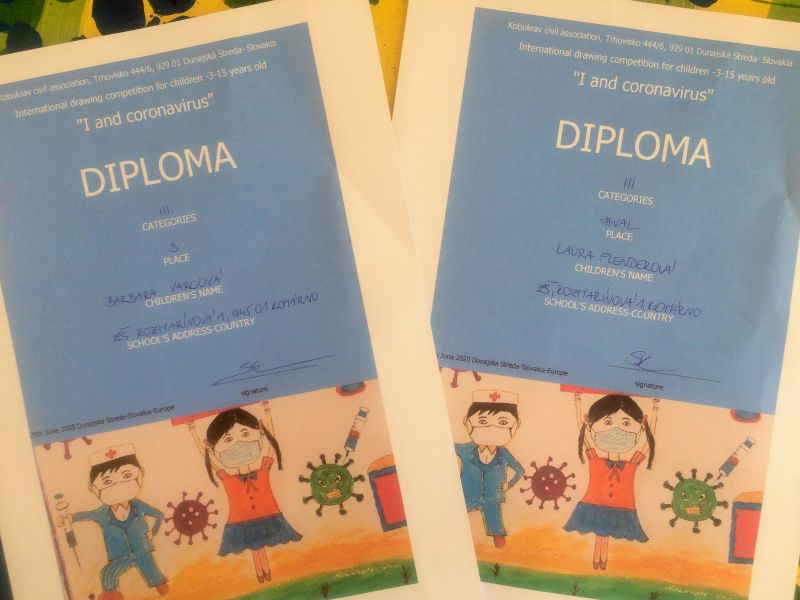 Kobukrav civil association, Trhovisko 444/6, 929 01 Dunajská Streda- Slovakia
International drawing competition for children -3-15 years old
"I and coronavirus"
DIPLOMA
III.
CATEGORIES
3
PLACE
BARBARA VARGOVÁ
CHILDREN'S NAME
ZŠ, ROZMARÍNOVÁ 1, 945 01 KOMÁRNO
SCHOOL'S ADDRESS-COUNTRY
signature
29th June 2020 Dunajska Streda-Slovakia-Europe
Kobukrav civil association, Trhovisko 444/6, 929 01 Dunajská Streda- Slovakia
International drawing competition for children -3-15 years old
"I and coronavirus"
DIPLOMA
III.
CATEGORIES
FINAL
PLACE
LAURA FLENDEROVÁ
CHILDREN'S NAME
ZŠ, ROZMARÍNOVÁ 1, KOMÁRNO
SCHOOL'S ADDRESS-COUNTRY
signature
June 2020 Dunajska Streda-Slovakia-Europe